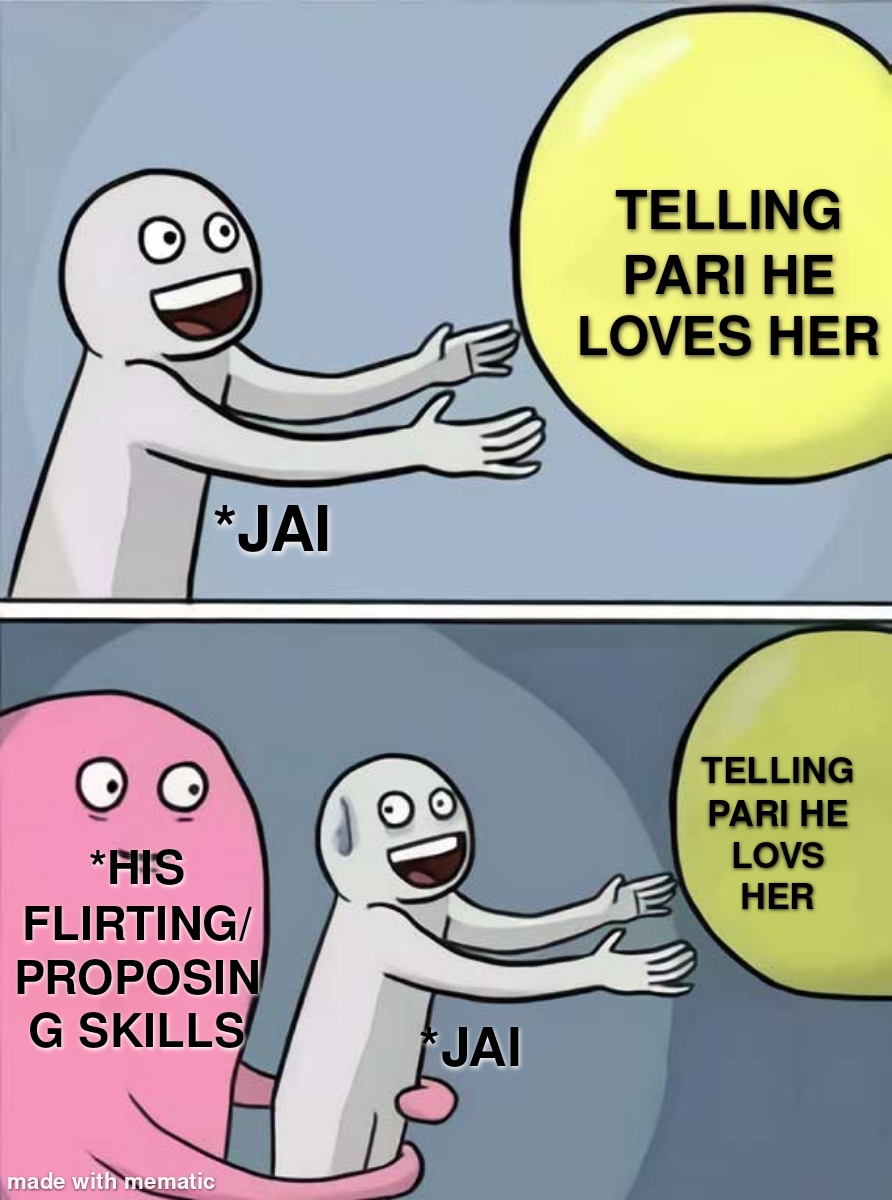 TELLING
PARI HE
LOVES HER
*JAI
TELLING
PARI HE
LOVS
HER
*HIS
FLIRTING/
PROPOSIN
G SKILLS
*JAI
made with mematic